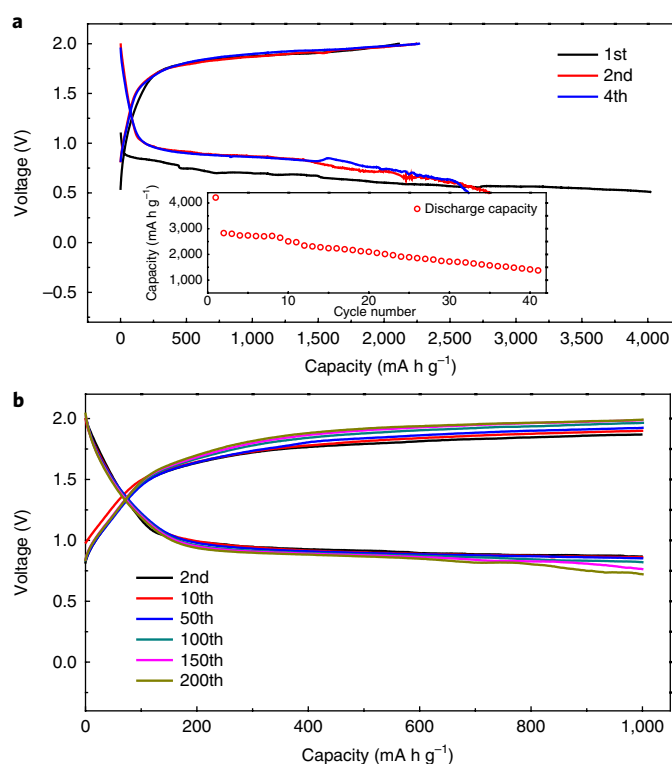 a
2.0
1.5
1.0
0.5
0.0
–0.5
Voltage (V)
1st
2nd
4th
4,000
3,000
2,000
1,000
Capacity (mA h g⁻¹)
Discharge capacity
0 10 20 30 40
Cycle number
0 500 1,000 1,500 2,000 2,500 3,000 3,500 4,000
Capacity (mA h g⁻¹)
b
2.0
1.5
1.0
0.5
0.0
Voltage (V)
2nd
10th
50th
100th
150th
200th
0 200 400 600 800 1,000
Capacity (mA h g⁻¹)